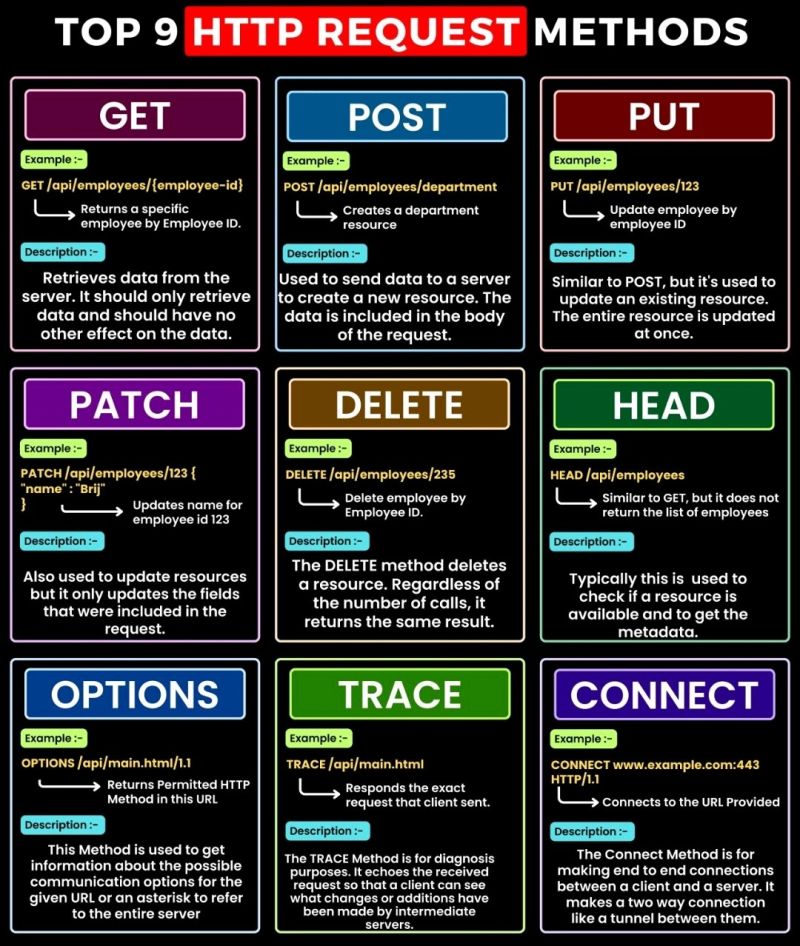 TOP 9 HTTP REQUEST METHODS
GET
Example :-
GET /api/employees/{employee-id}
Returns a specific
employee by Employee ID.
Description :-
Retrieves data from the
server. It should only retrieve
data and should have no
other effect on the data.
POST
Example :-
POST /api/employees/department
Creates a department
resource
Description :-
Used to send data to a server
to create a new resource. The
data is included in the body
of the request.
PUT
Example :-
PUT /api/employees/123
Update employee by
employee ID
Description :-
Similar to POST, but it's used to
update an existing resource.
The entire resource is updated
at once.
PATCH
Example :-
PATCH /api/employees/123 {
"name" : "Brij"
}
Updates name for
employee id 123
Description :-
Also used to update resources
but it only updates the fields
that were included in the
request.
DELETE
Example :-
DELETE /api/employees/235
Delete employee by
Employee ID.
Description :-
The DELETE method deletes
a resource. Regardless of
the number of calls, it
returns the same result.
HEAD
Example :-
HEAD /api/employees
Similar to GET, but it does not
return the list of employees
Description :-
Typically this is used to
check if a resource is
available and to get the
metadata.
OPTIONS
Example :-
OPTIONS /api/main.html/1.1
Returns Permitted HTTP
Method in this URL
Description :-
This Method is used to get
information about the possible
communication options for the
given URL or an asterisk to refer
to the entire server
TRACE
Example :-
TRACE /api/main.html
Responds the exact
request that client sent.
Description :-
The TRACE Method is for diagnosis
purposes. It echoes the received
request so that a client can see
what changes or additions have
been made by intermediate
servers.
CONNECT
Example :-
CONNECT www.example.com:443
HTTP/1.1
Connects to the URL Provided
Description :-
The Connect Method is for
making end to end connections
between a client and a server. It
makes a two way connection
like a tunnel between them.